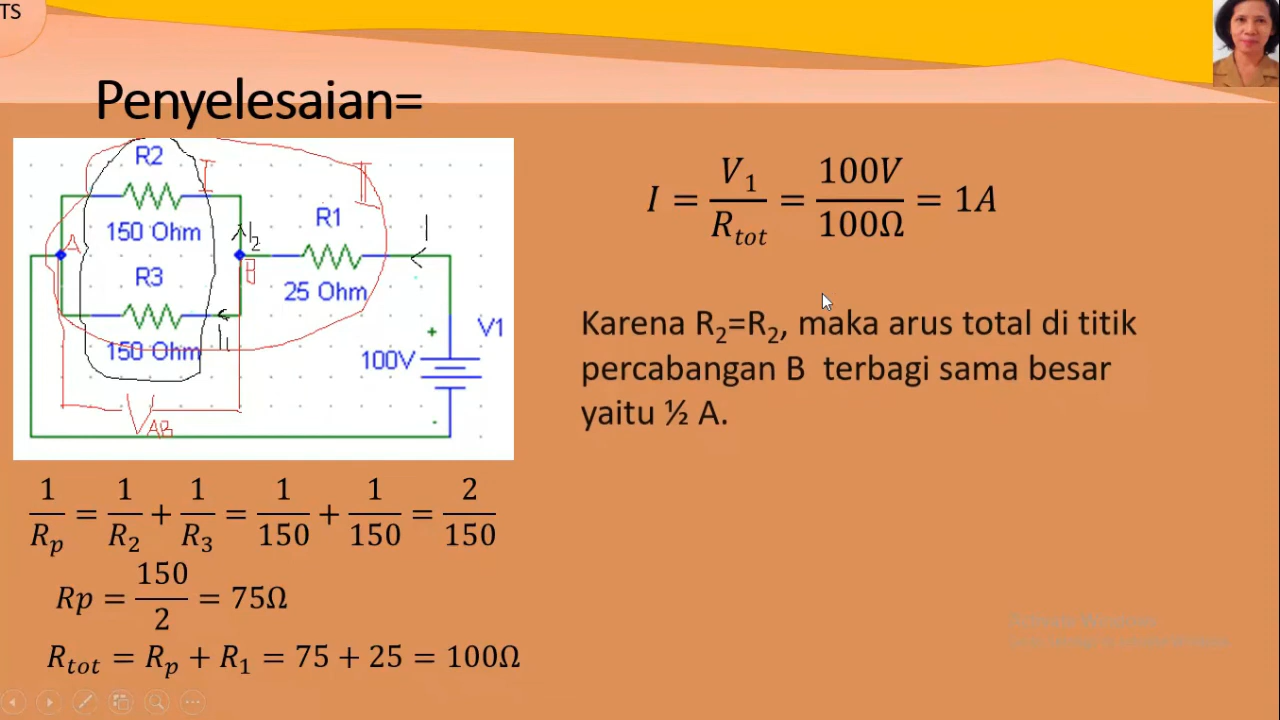 TS
Penyelesaian=
R2
I
II
150 Ohm
R1
A
I2
B
R3
I
25 Ohm
150 Ohm
I1
V1
+
100V
VAB
-
I = V₁/Rₜₒₜ = 100V/100Ω = 1A
Karena R₂=R₂, maka arus total di titik
percabangan B terbagi sama besar
yaitu ½ A.
1/Rₚ = 1/R₂ + 1/R₃ = 1/150 + 1/150 = 2/150
Rp = 150/2 = 75Ω
Rₜₒₜ = Rₚ + R₁ = 75 + 25 = 100Ω